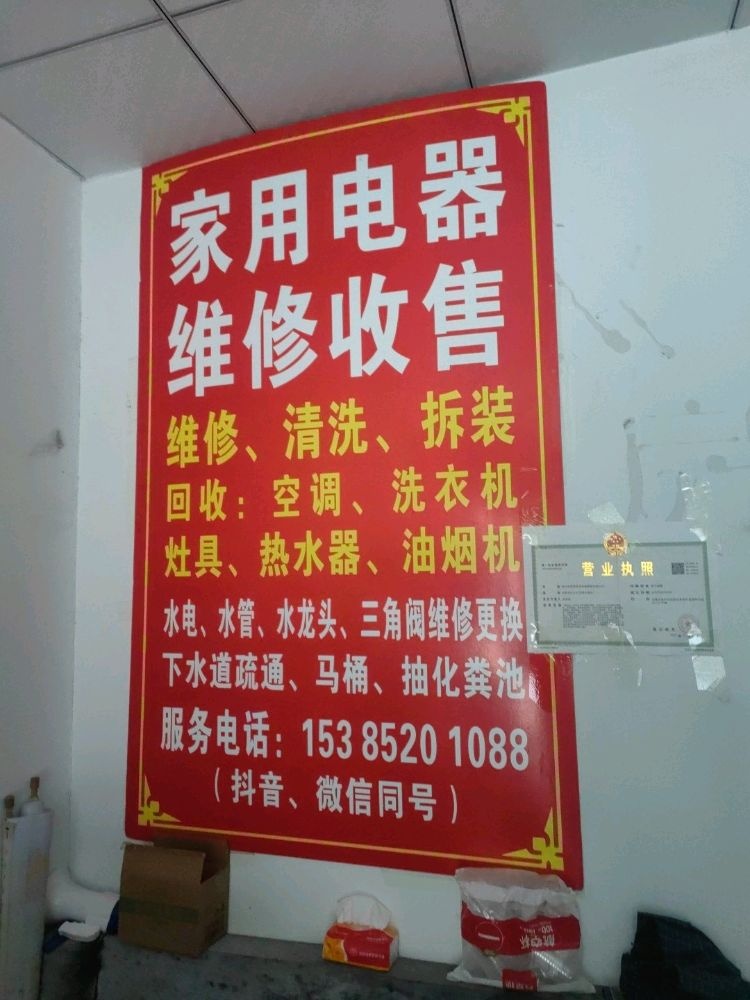 家用电器
维修收售
维修、清洗、拆装
回收：空调、洗衣机
灶具、热水器、油烟机
水电、水管、水龙头、三角阀维修更换
下水道疏通、马桶、抽化粪池
服务电话：153 8520 1088
（抖音、微信同号）
营业执照
航空杯